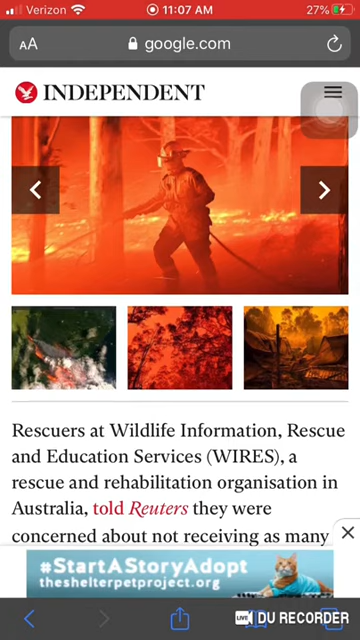 Verizon 11:07 AM 27%
AA google.com
INDEPENDENT
Rescuers at Wildlife Information, Rescue
and Education Services (WIRES), a
rescue and rehabilitation organisation in
Australia, told Reuters they were
concerned about not receiving as many
#StartAStoryAdopt
theshelterpetproject.org
LIVE DU RECORDER